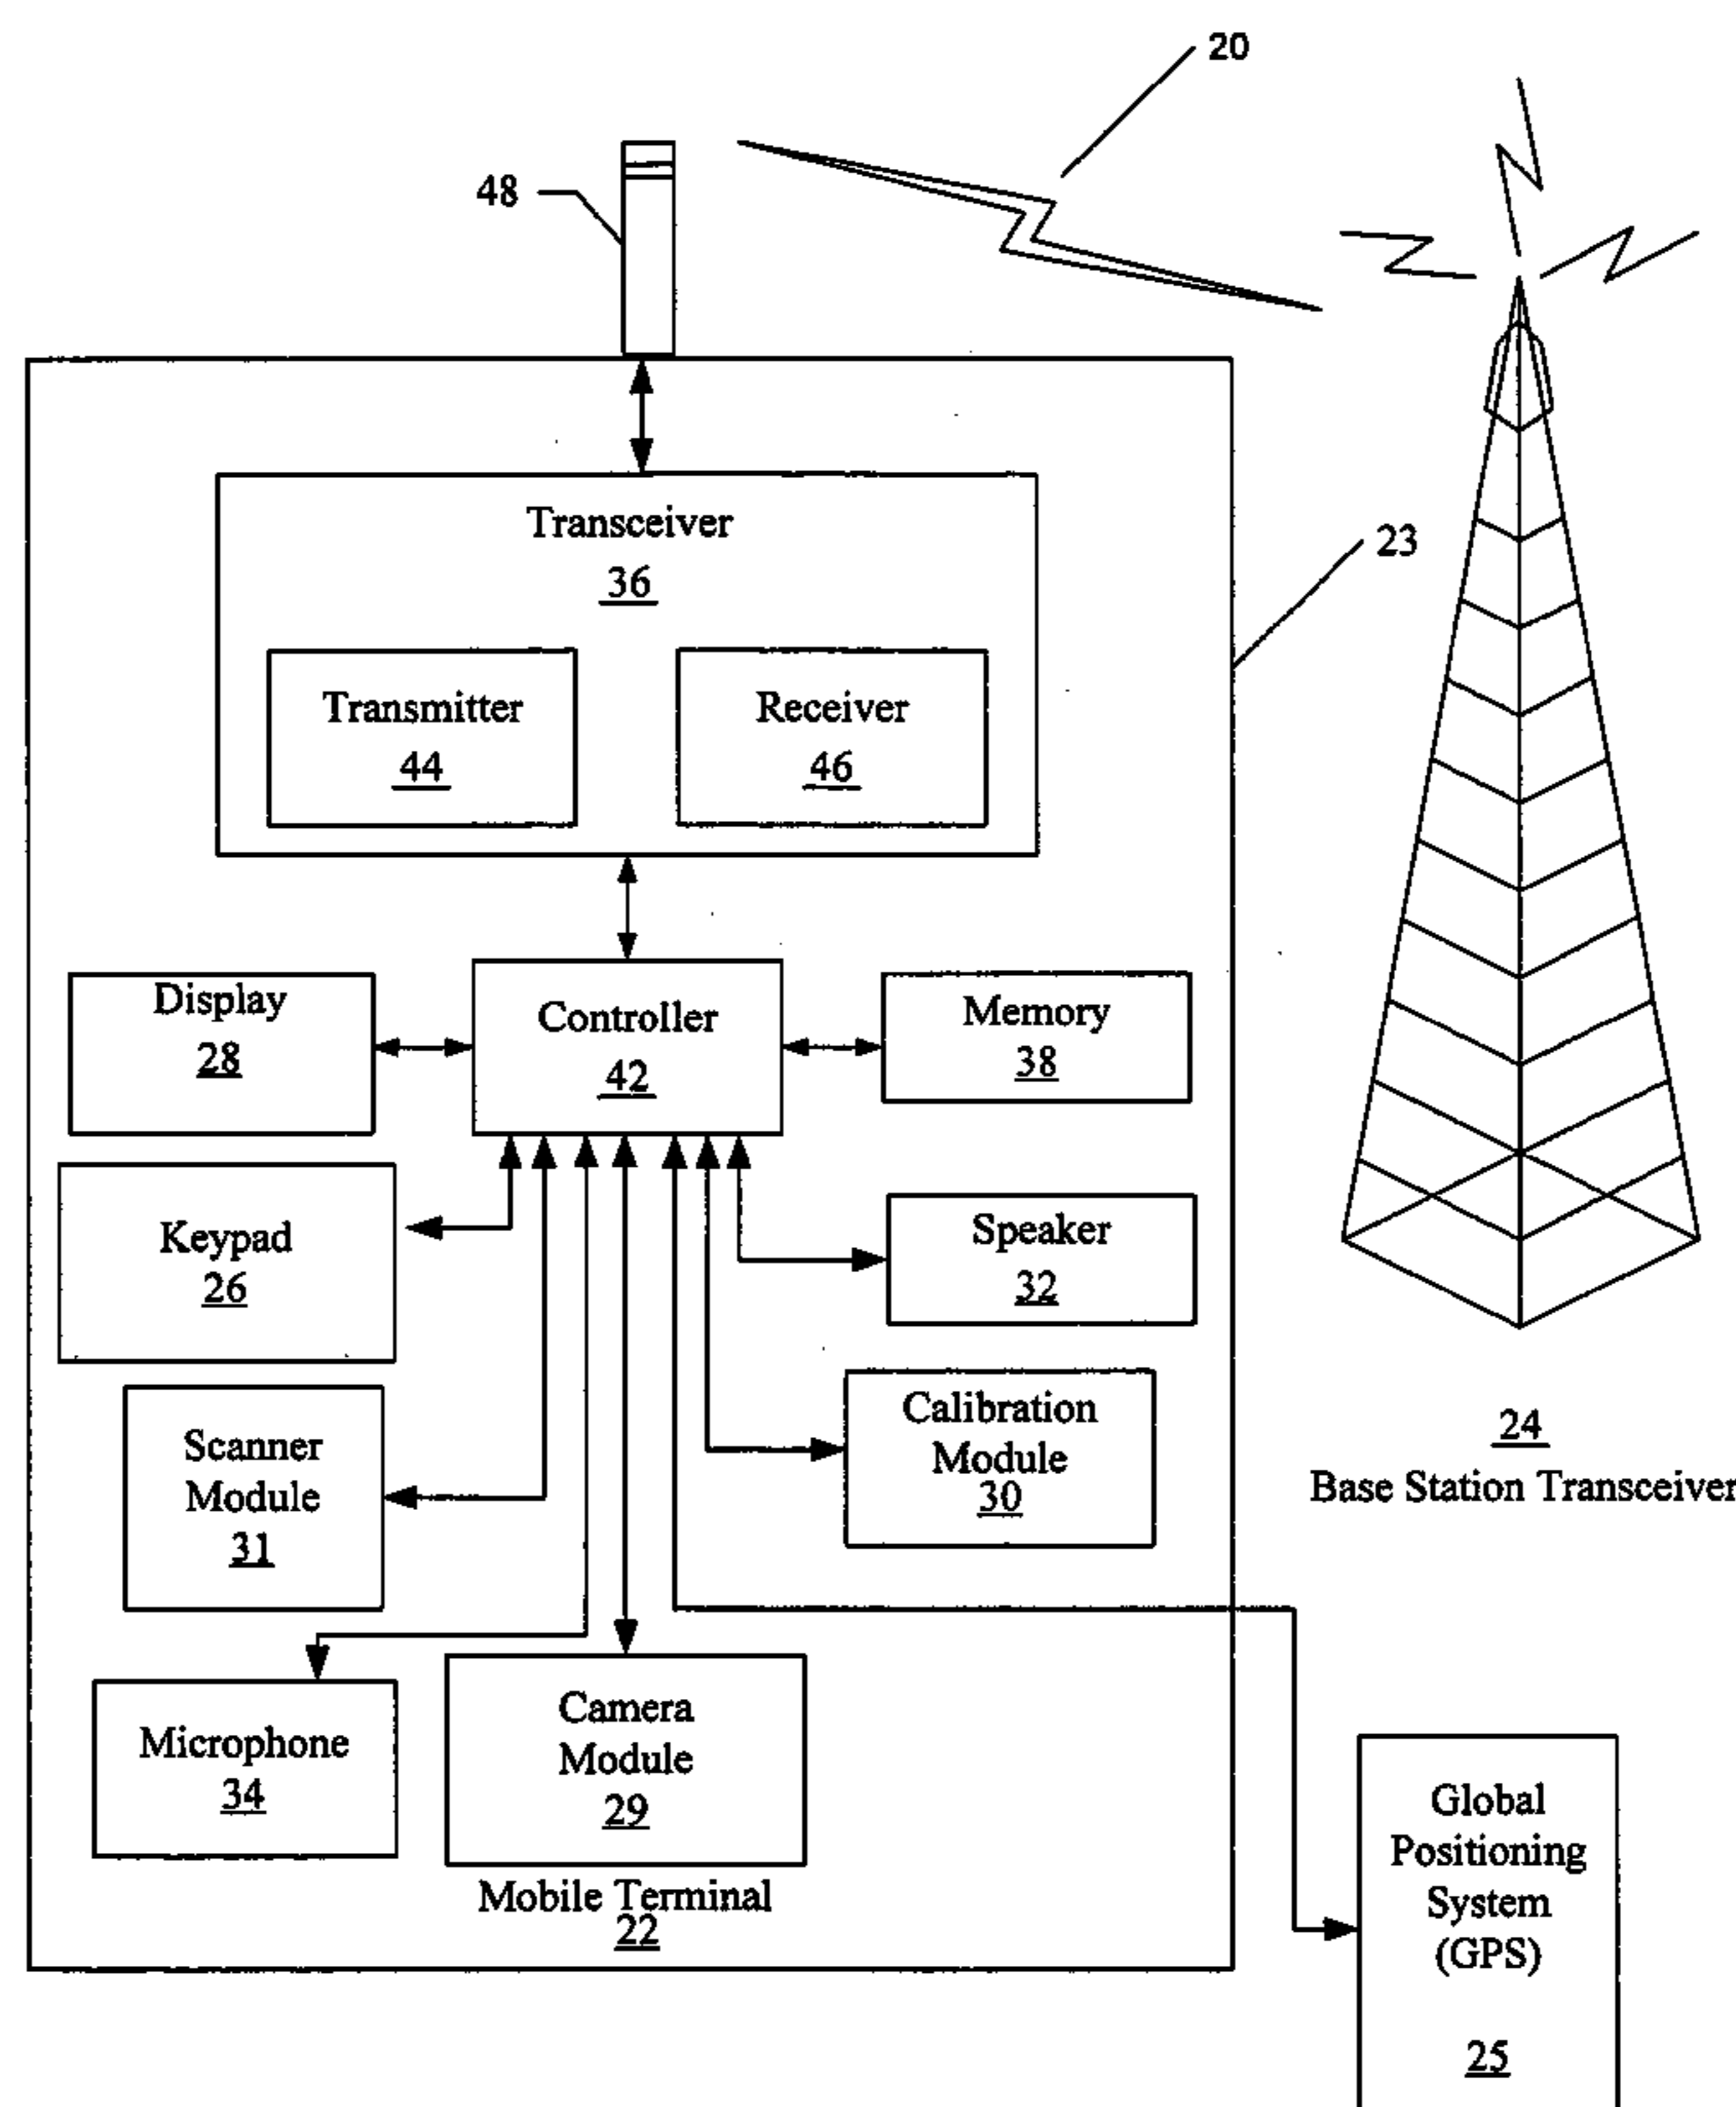 20
48
Transceiver
36
23
Transmitter
44
Receiver
46
Display
28
Controller
42
Memory
38
Keypad
26
Speaker
32
Scanner
Module
31
Calibration
Module
30
24
Base Station Transceiver
Microphone
34
Camera
Module
29
Mobile Terminal
22
Global
Positioning
System
(GPS)
25